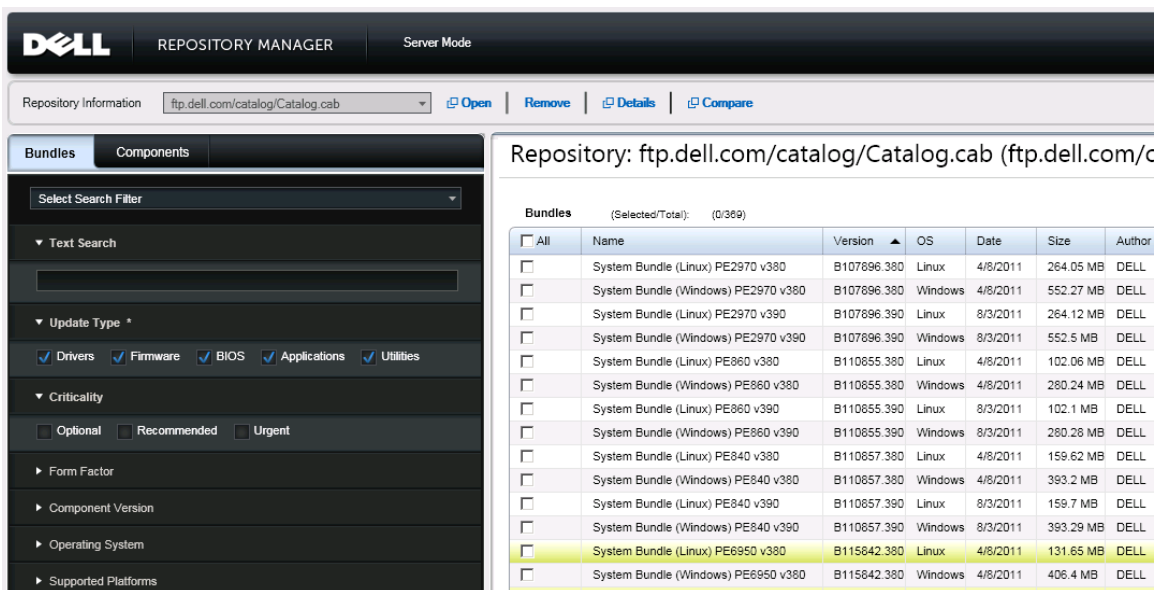 DELL REPOSITORY MANAGER Server Mode
Repository Information ftp.dell.com/catalog/Catalog.cab Open Remove Details Compare
Bundles Components
Select Search Filter
Text Search
Update Type *
Drivers Firmware BIOS Applications Utilities
Criticality
Optional Recommended Urgent
Form Factor
Component Version
Operating System
Supported Platforms
Repository: ftp.dell.com/catalog/Catalog.cab (ftp.dell.com/c
Bundles (Selected/Total): (0/369)
All Name Version OS Date Size Author
System Bundle (Linux) PE2970 v380 B107896.380 Linux 4/8/2011 264.05 MB DELL
System Bundle (Windows) PE2970 v380 B107896.380 Windows 4/8/2011 552.27 MB DELL
System Bundle (Linux) PE2970 v390 B107896.390 Linux 8/3/2011 264.12 MB DELL
System Bundle (Windows) PE2970 v390 B107896.390 Windows 8/3/2011 552.5 MB DELL
System Bundle (Linux) PE860 v380 B110855.380 Linux 4/8/2011 102.06 MB DELL
System Bundle (Windows) PE860 v380 B110855.380 Windows 4/8/2011 280.24 MB DELL
System Bundle (Linux) PE860 v390 B110855.390 Linux 8/3/2011 102.1 MB DELL
System Bundle (Windows) PE860 v390 B110855.390 Windows 8/3/2011 280.28 MB DELL
System Bundle (Linux) PE840 v380 B110857.380 Linux 4/8/2011 159.62 MB DELL
System Bundle (Windows) PE840 v380 B110857.380 Windows 4/8/2011 393.2 MB DELL
System Bundle (Linux) PE840 v390 B110857.390 Linux 8/3/2011 159.7 MB DELL
System Bundle (Windows) PE840 v390 B110857.390 Windows 8/3/2011 393.29 MB DELL
System Bundle (Linux) PE6950 v380 B115842.380 Linux 4/8/2011 131.65 MB DELL
System Bundle (Windows) PE6950 v380 B115842.380 Windows 4/8/2011 406.4 MB DELL